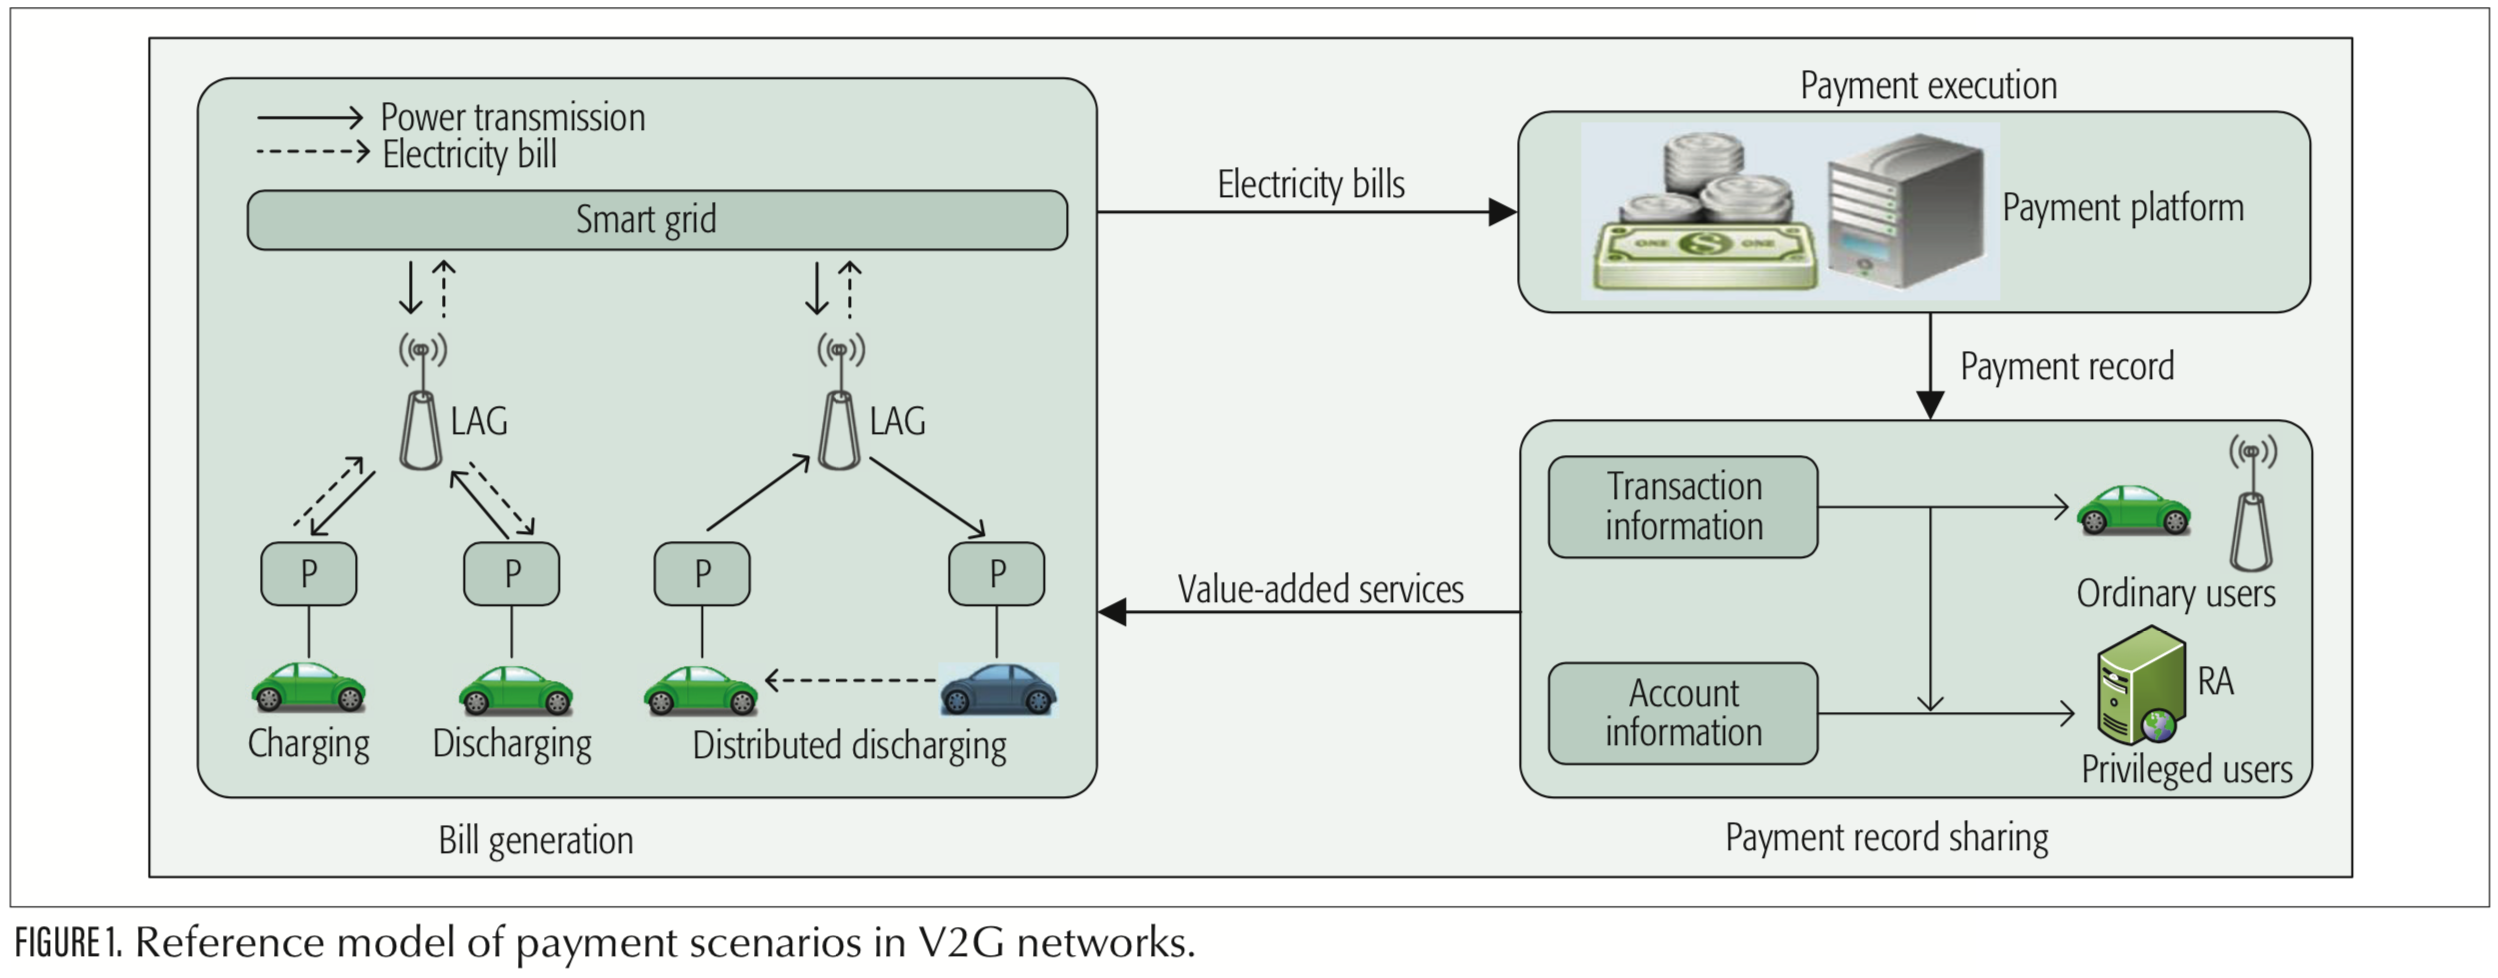 Power transmission
Electricity bill
Smart grid
LAG
LAG
P
P
P
P
Charging
Discharging
Distributed discharging
Bill generation
Electricity bills
Value-added services
Payment execution
ONE
S
ONE
Payment platform
Payment record
Transaction
information
Ordinary users
Account
information
RA
Privileged users
Payment record sharing
FIGURE 1. Reference model of payment scenarios in V2G networks.